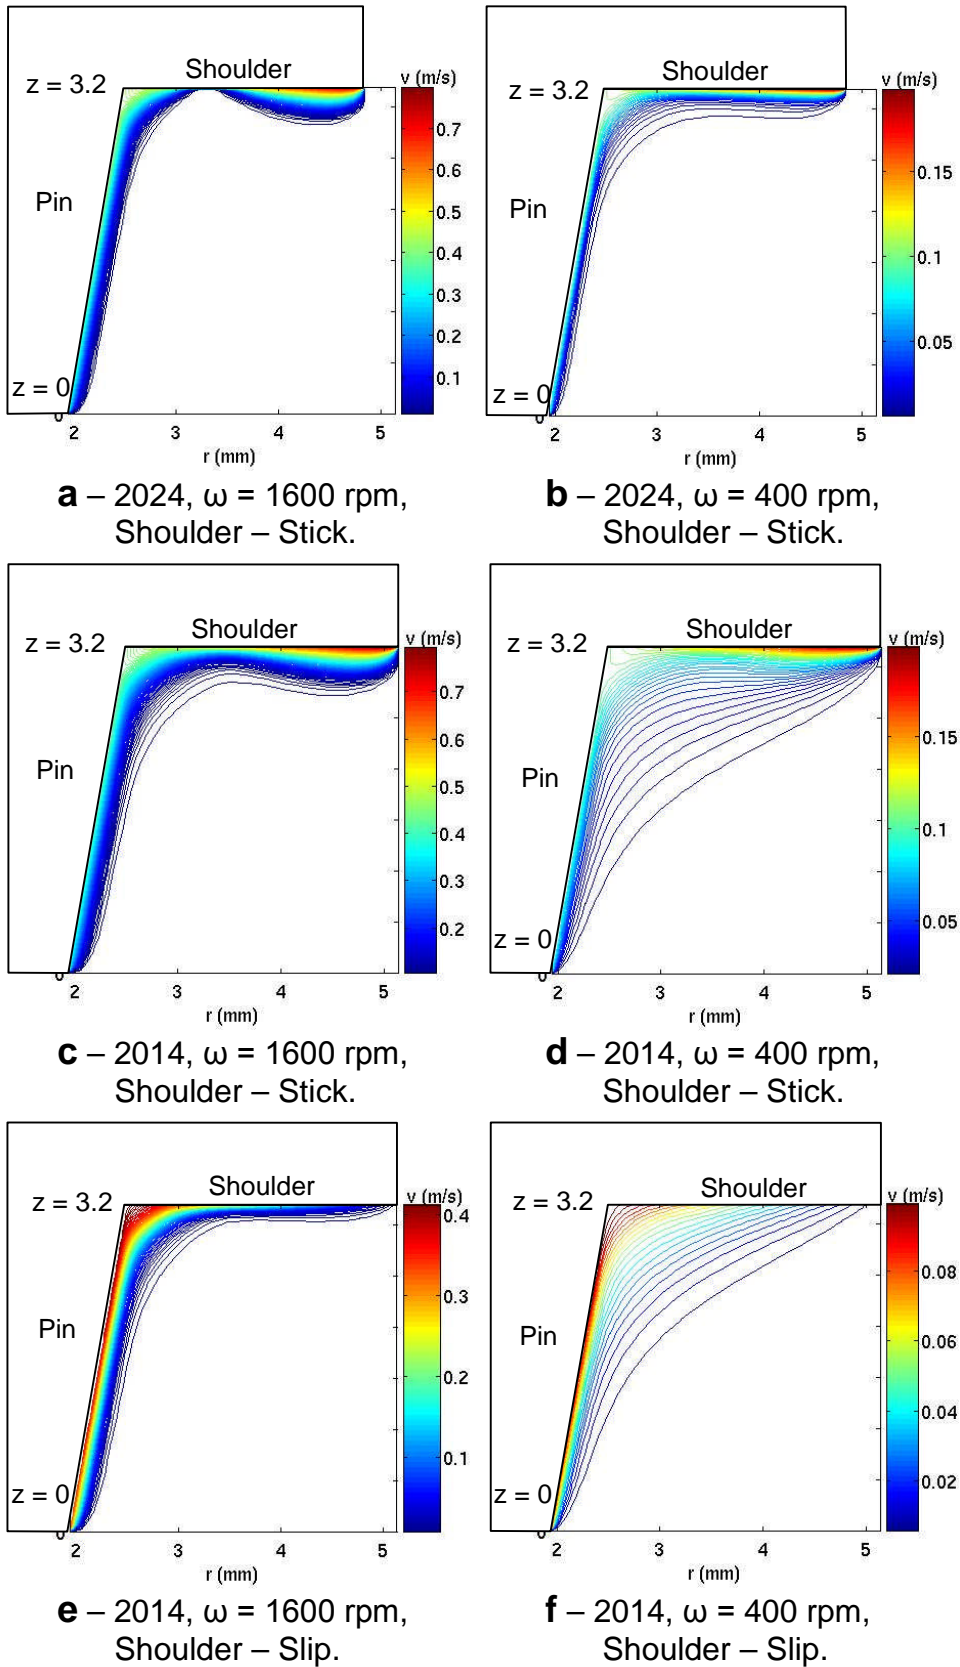 Shoulder
v (m/s)
z = 3.2
0.7
0.6
Pin
0.5
0.4
0.3
0.2
0.1
z = 0
0
2 3 4 5
r (mm)
a – 2024, ω = 1600 rpm,
Shoulder – Stick.
Shoulder
v (m/s)
z = 3.2
0.15
Pin
0.1
0.05
z = 0
0
2 3 4 5
r (mm)
b – 2024, ω = 400 rpm,
Shoulder – Stick.
Shoulder
v (m/s)
z = 3.2
0.7
0.6
Pin
0.5
0.4
0.3
0.2
z = 0
0
2 3 4 5
r (mm)
c – 2014, ω = 1600 rpm,
Shoulder – Stick.
Shoulder
v (m/s)
z = 3.2
0.15
Pin
0.1
0.05
z = 0
0
2 3 4 5
r (mm)
d – 2014, ω = 400 rpm,
Shoulder – Stick.
Shoulder
v (m/s)
z = 3.2
0.4
0.3
Pin
0.2
0.1
z = 0
0
2 3 4 5
r (mm)
e – 2014, ω = 1600 rpm,
Shoulder – Slip.
Shoulder
v (m/s)
z = 3.2
0.08
Pin
0.06
0.04
0.02
z = 0
0
2 3 4 5
r (mm)
f – 2014, ω = 400 rpm,
Shoulder – Slip.